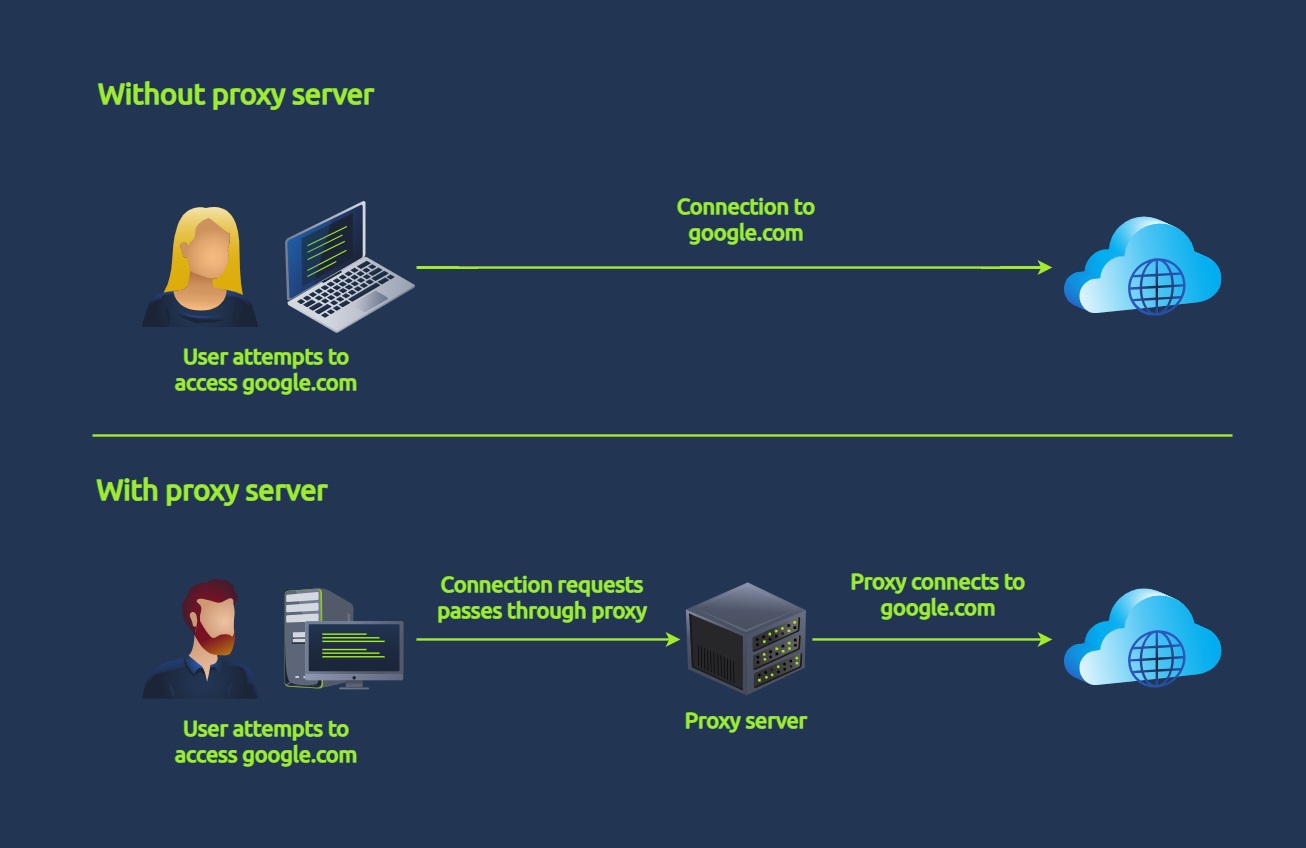 Without proxy server
Connection to
google.com
User attempts to
access google.com
With proxy server
Connection requests
passes through proxy
Proxy connects to
google.com
Proxy server
User attempts to
access google.com